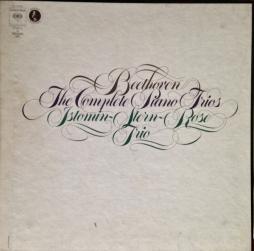 Beethoven
The Complete Piano Trios
Istomin-Stern-Rose
Trio